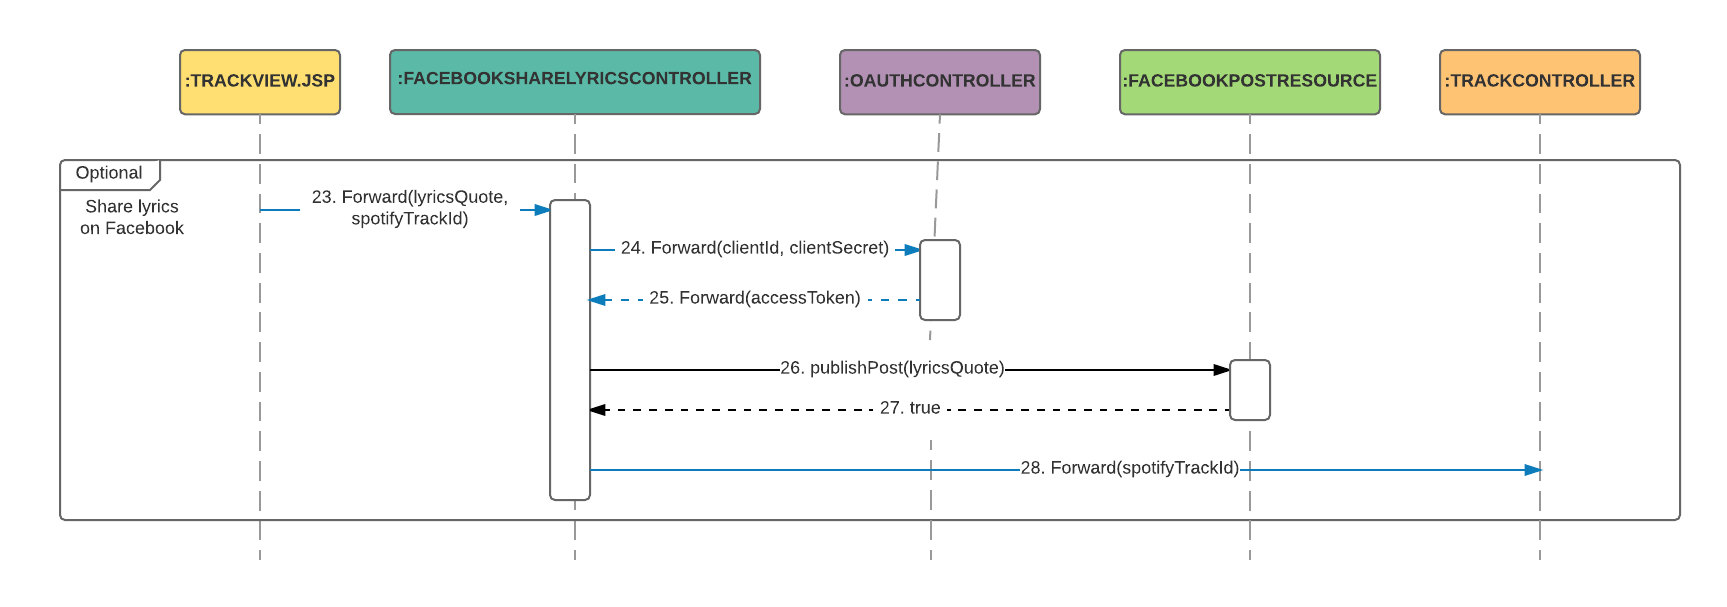 :TRACKVIEW.JSP
:FACEBOOKSHARELYRICSCONTROLLER
:OAUTHCONTROLLER
:FACEBOOKPOSTRESOURCE
:TRACKCONTROLLER
Optional
Share lyrics
on Facebook
23. Forward(lyricsQuote,
spotifyTrackId)
24. Forward(clientId, clientSecret)
25. Forward(accessToken)
26. publishPost(lyricsQuote)
27. true
28. Forward(spotifyTrackId)